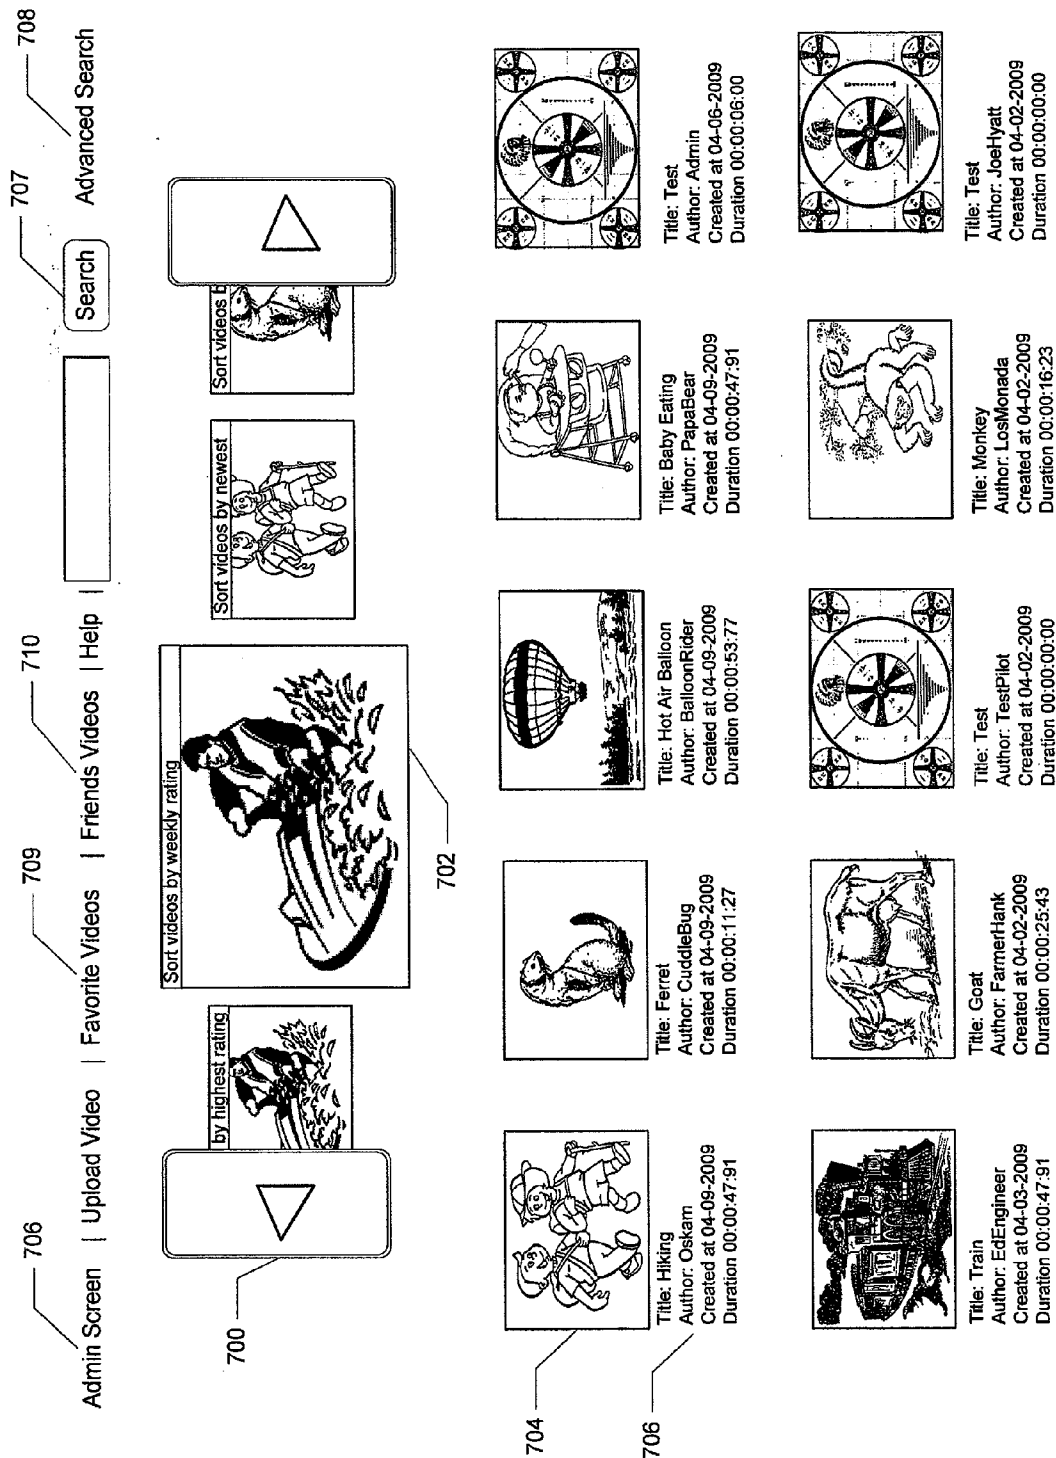 706
709
710
707
708
Admin Screen | Upload Video | Favorite Videos | Friends Videos | Help |
Search
Advanced Search
700
by highest rating
Sort videos by weekly rating
Sort videos by newest
Sort videos b
702
704
706
Title: Hiking
Author: Oskam
Created at 04-09-2009
Duration 00:00:47:91
Title: Ferret
Author: CuddleBug
Created at 04-09-2009
Duration 00:00:11:27
Title: Hot Air Balloon
Author: BalloonRider
Created at 04-09-2009
Duration 00:00:53:77
Title: Baby Eating
Author: PapaBear
Created at 04-09-2009
Duration 00:00:47:91
Title: Test
Author: Admin
Created at 04-06-2009
Duration 00:00:06:00
Title: Train
Author: EdEngineer
Created at 04-03-2009
Duration 00:00:47:91
Title: Goat
Author: FarmerHank
Created at 04-02-2009
Duration 00:00:25:43
Title: Test
Author: TestPilot
Created at 04-02-2009
Duration 00:00:00:00
Title: Monkey
Author: LosMonada
Created at 04-02-2009
Duration 00:00:16:23
Title: Test
Author: JoeHyatt
Created at 04-02-2009
Duration 00:00:00:00